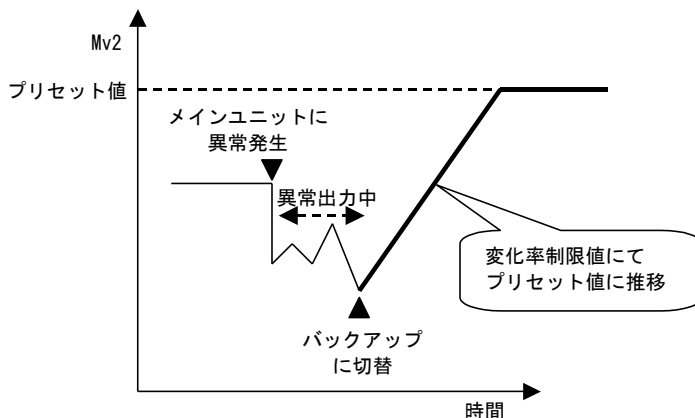 Mv2
プリセット値
メインユニットに
異常発生
異常出力中
変化率制限値にて
プリセット値に推移
バックアップ
に切替
時間